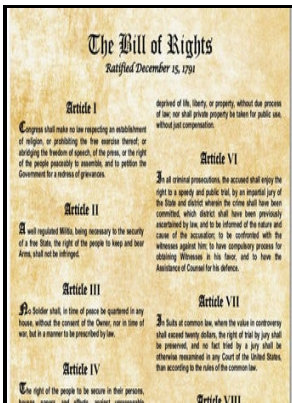 The Bill of Rights
Ratified December 15, 1791
Article I
Congress shall make no law respecting an establishment
of religion, or prohibiting the free exercise thereof; or
abridging the freedom of speech, of the press, or the right
of the people peaceably to assemble, and to petition the
Government for a redress of grievances.
Article II
A well regulated Militia, being necessary to the security
of a free State, the right of the people to keep and bear
Arms, shall not be infringed.
Article III
No Soldier shall, in time of peace be quartered in any
house, without the consent of the Owner, nor in time of
war, but in a manner to be prescribed by law.
Article IV
The right of the people to be secure in their persons,
houses, papers, and effects, against unreasonable
deprived of life, liberty, or property, without due process
of law; nor shall private property be taken for public use,
without just compensation.
Article VI
In all criminal prosecutions, the accused shall enjoy the
right to a speedy and public trial, by an impartial jury of
the State and district wherein the crime shall have been
committed, which district shall have been previously
ascertained by law, and to be informed of the nature and
cause of the accusation; to be confronted with the
witnesses against him; to have compulsory process for
obtaining Witnesses in his favor, and to have the
Assistance of Counsel for his defence.
Article VII
In Suits at common law, where the value in controversy
shall exceed twenty dollars, the right of trial by jury shall
be preserved, and no fact tried by a jury shall be
otherwise reexamined in any Court of the United States,
than according to the rules of the common law.
Article VIII